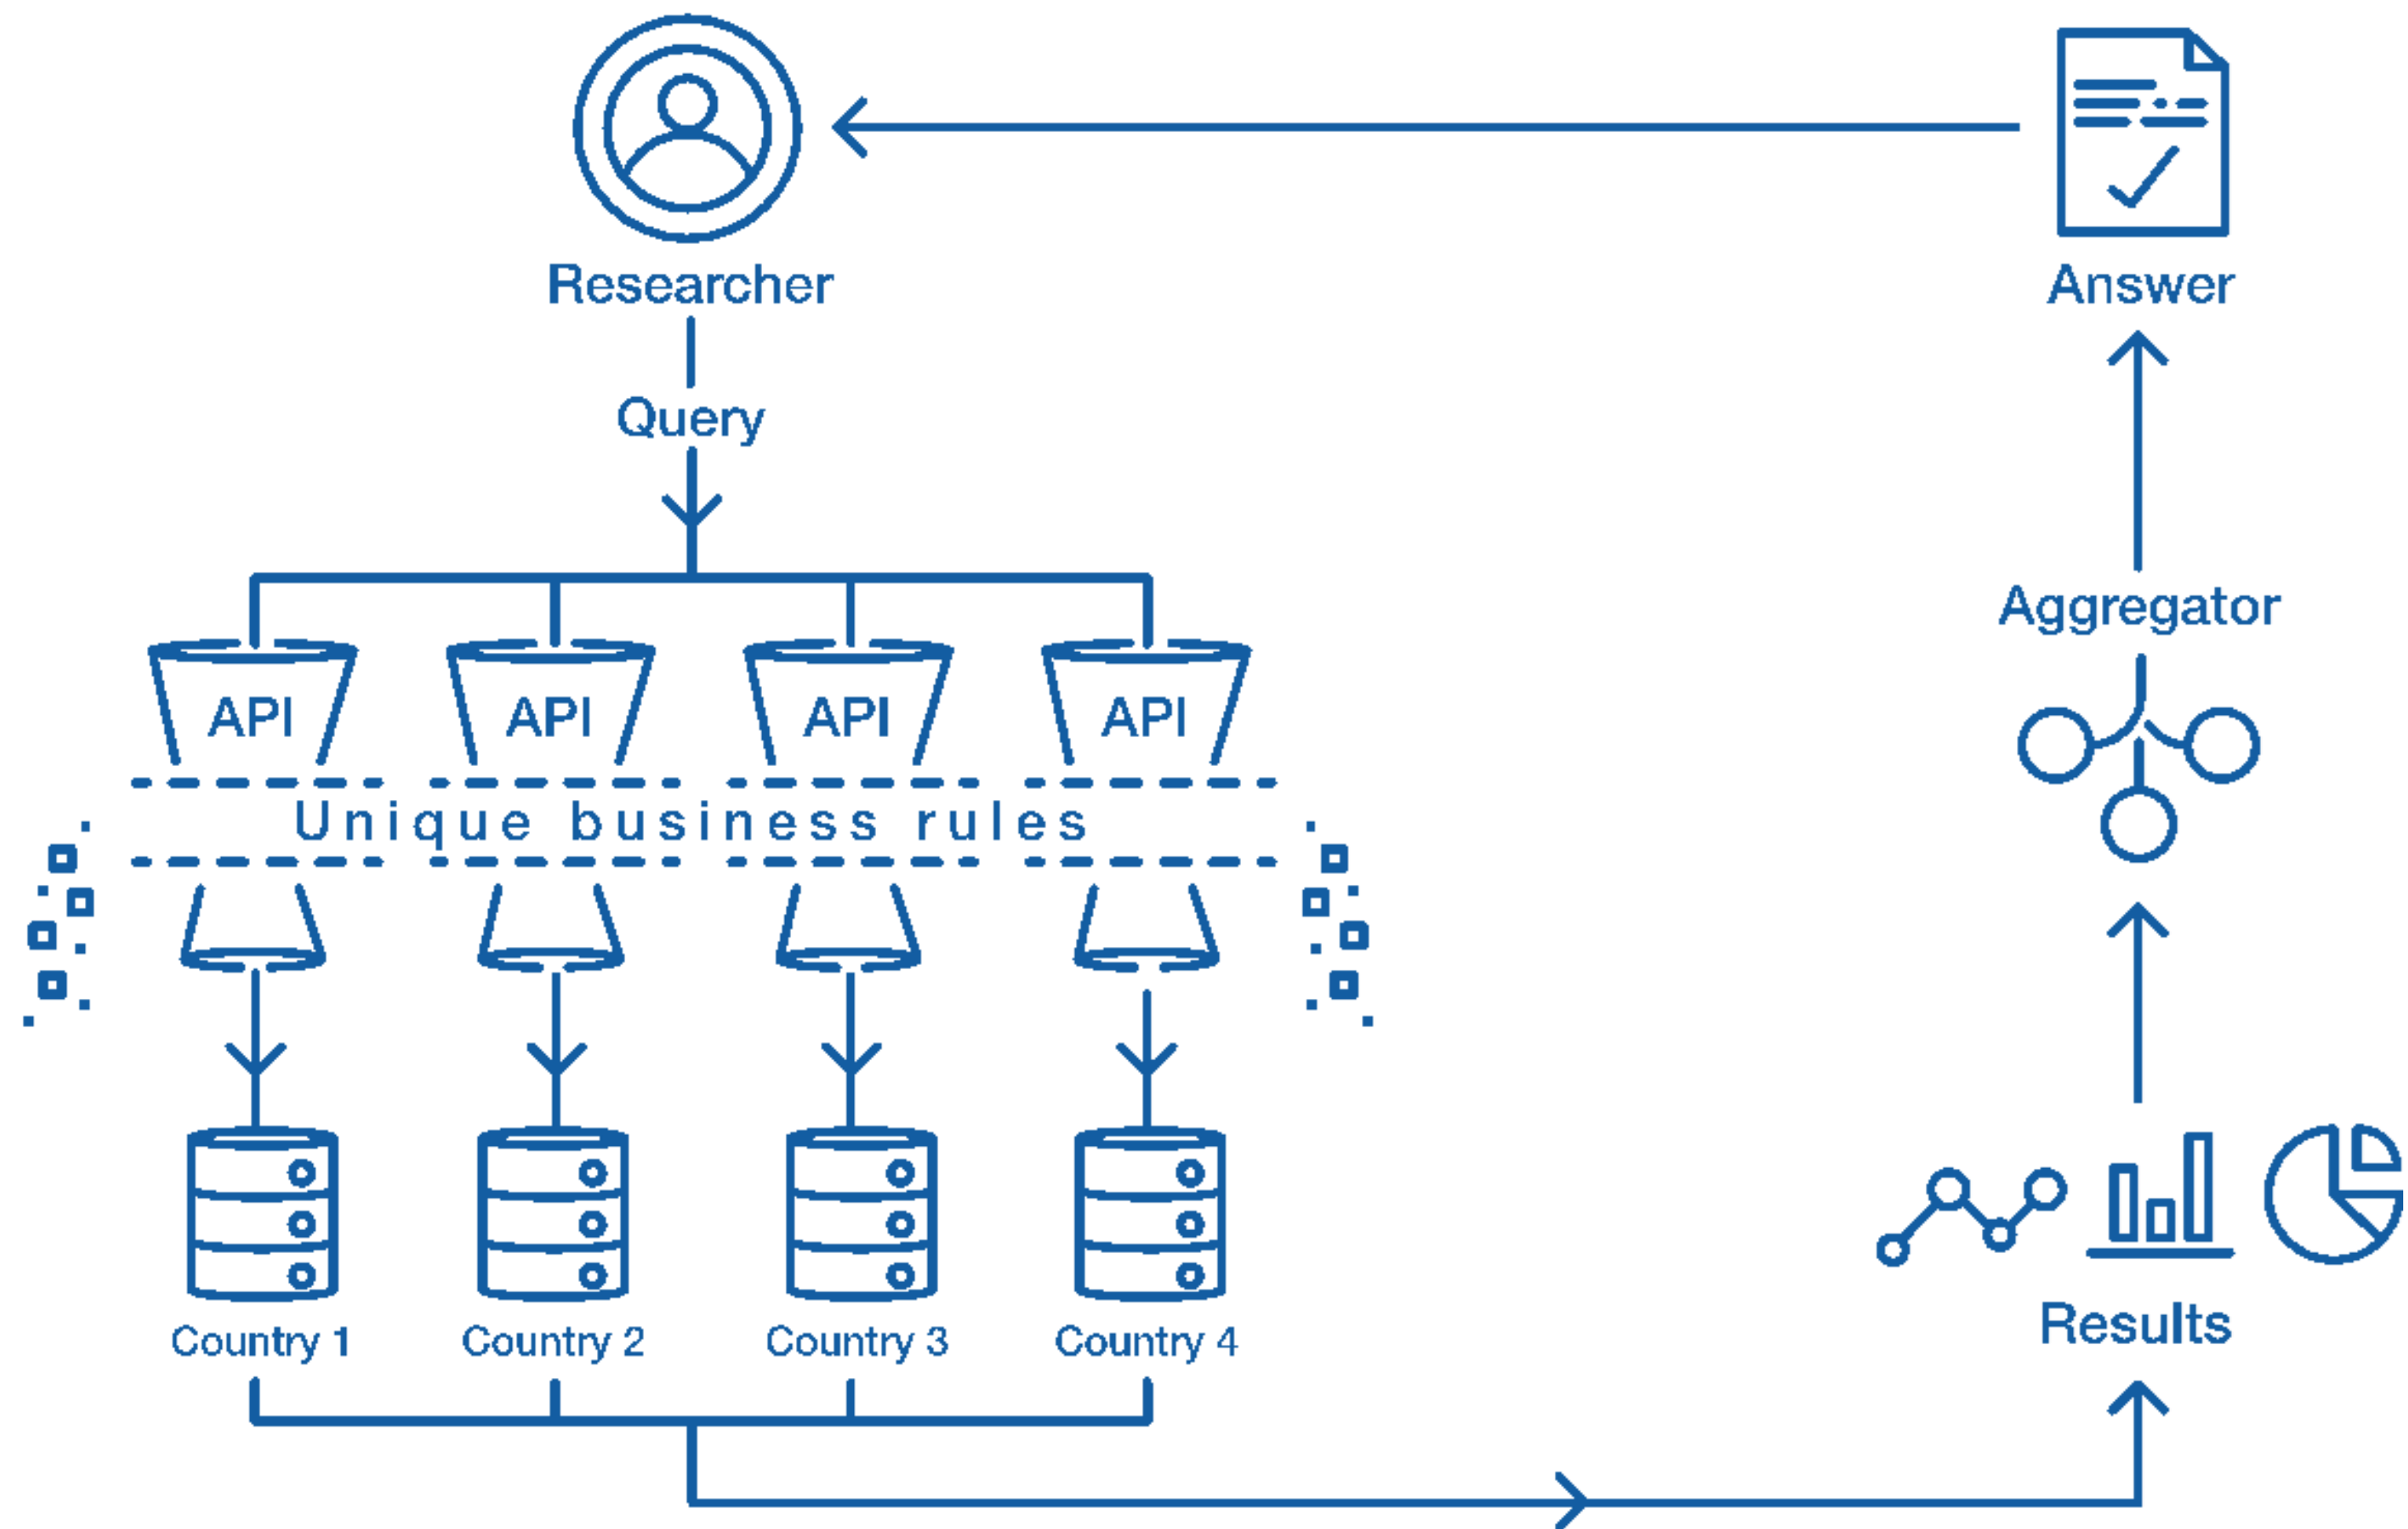 Researcher
Answer
Query
Aggregator
API API API API
Unique business rules
Country 1 Country 2 Country 3 Country 4
Results